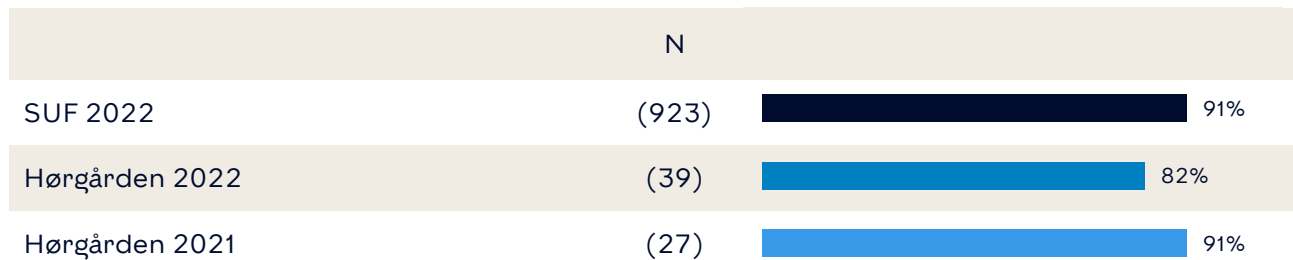 N
SUF 2022 (923) 91%
Hørgården 2022 (39) 82%
Hørgården 2021 (27) 91%